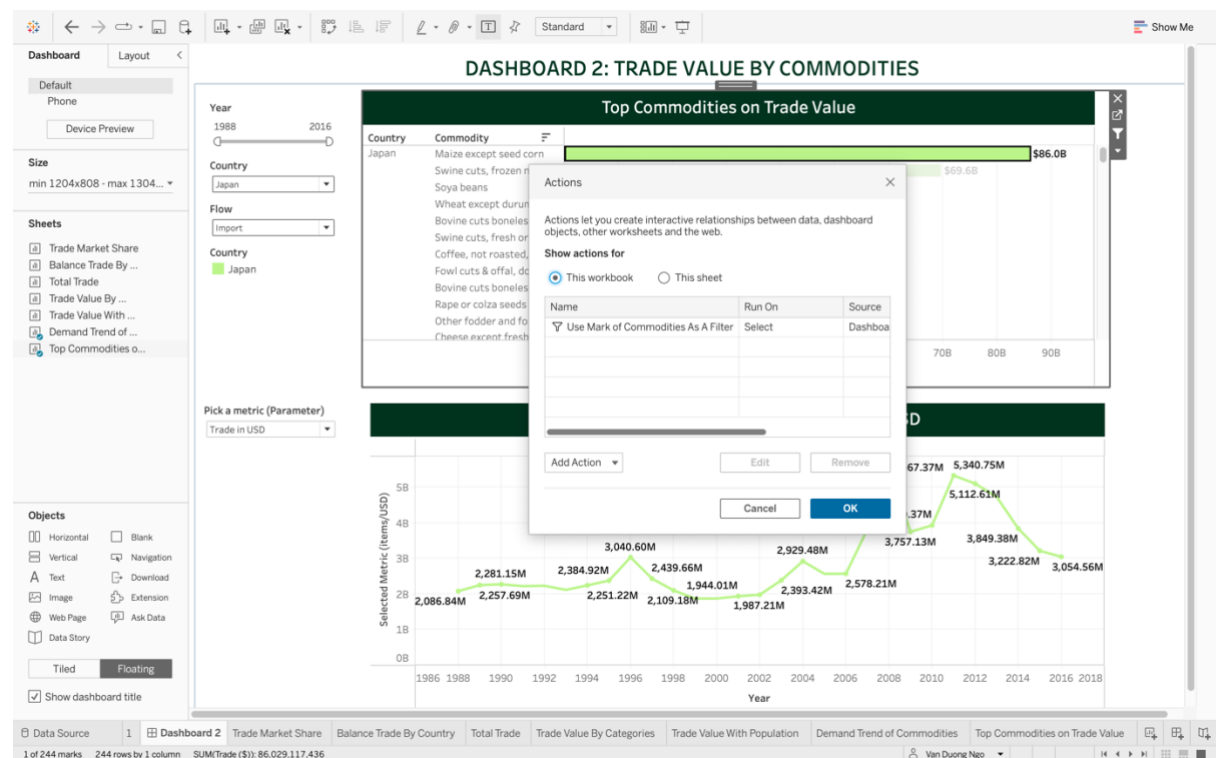 Standard
Show Me
Dashboard Layout
Default
Phone
Device Preview
Size
min 1204x808 - max 1304...
Sheets
Trade Market Share
Balance Trade By ...
Total Trade
Trade Value By ...
Trade Value With ...
Demand Trend of ...
Top Commodities o...
Objects
Horizontal Blank
Vertical Navigation
A Text Download
Image Extension
Web Page Ask Data
Data Story
Tiled Floating
Show dashboard title
DASHBOARD 2: TRADE VALUE BY COMMODITIES
Year
1988 2016
Country
Japan
Flow
Import
Country
Japan
Top Commodities on Trade Value
Country Commodity
Japan Maize except seed corn $86.0B
Swine cuts, frozen $69.6B
Soya beans
Wheat except durun
Bovine cuts boneles
Swine cuts, fresh or
Coffee, not roasted,
Fowl cuts & offal, do
Bovine cuts boneles
Rape or colza seeds
Other fodder and fo
Cheese except fresh
70B 80B 90B
Actions
Actions let you create interactive relationships between data, dashboard
objects, other worksheets and the web.
Show actions for
This workbook This sheet
Name Run On Source
Use Mark of Commodities As A Filter Select Dashboa
Add Action Edit Remove
Cancel OK
Pick a metric (Parameter)
Trade in USD
D
Selected Metric (items/USD)
5B
4B
3B
2B
1B
0B
67.37M 5,340.75M
5,112.61M
.37M
3,757.13M 3,849.38M
3,222.82M 3,054.56M
3,040.60M 2,929.48M
2,281.15M 2,384.92M 2,439.66M
1,944.01M 2,393.42M 2,578.21M
2,086.84M 2,257.69M 2,251.22M 2,109.18M 1,987.21M
1986 1988 1990 1992 1994 1996 1998 2000 2002 2004 2006 2008 2010 2012 2014 2016 2018
Year
Data Source 1 Dashboard 2 Trade Market Share Balance Trade By Country Total Trade Trade Value By Categories Trade Value With Population Demand Trend of Commodities Top Commodities on Trade Value
1 of 244 marks 244 rows by 1 column SUM(Trade ($)): 86,029,117,436 Van Duong Ngo